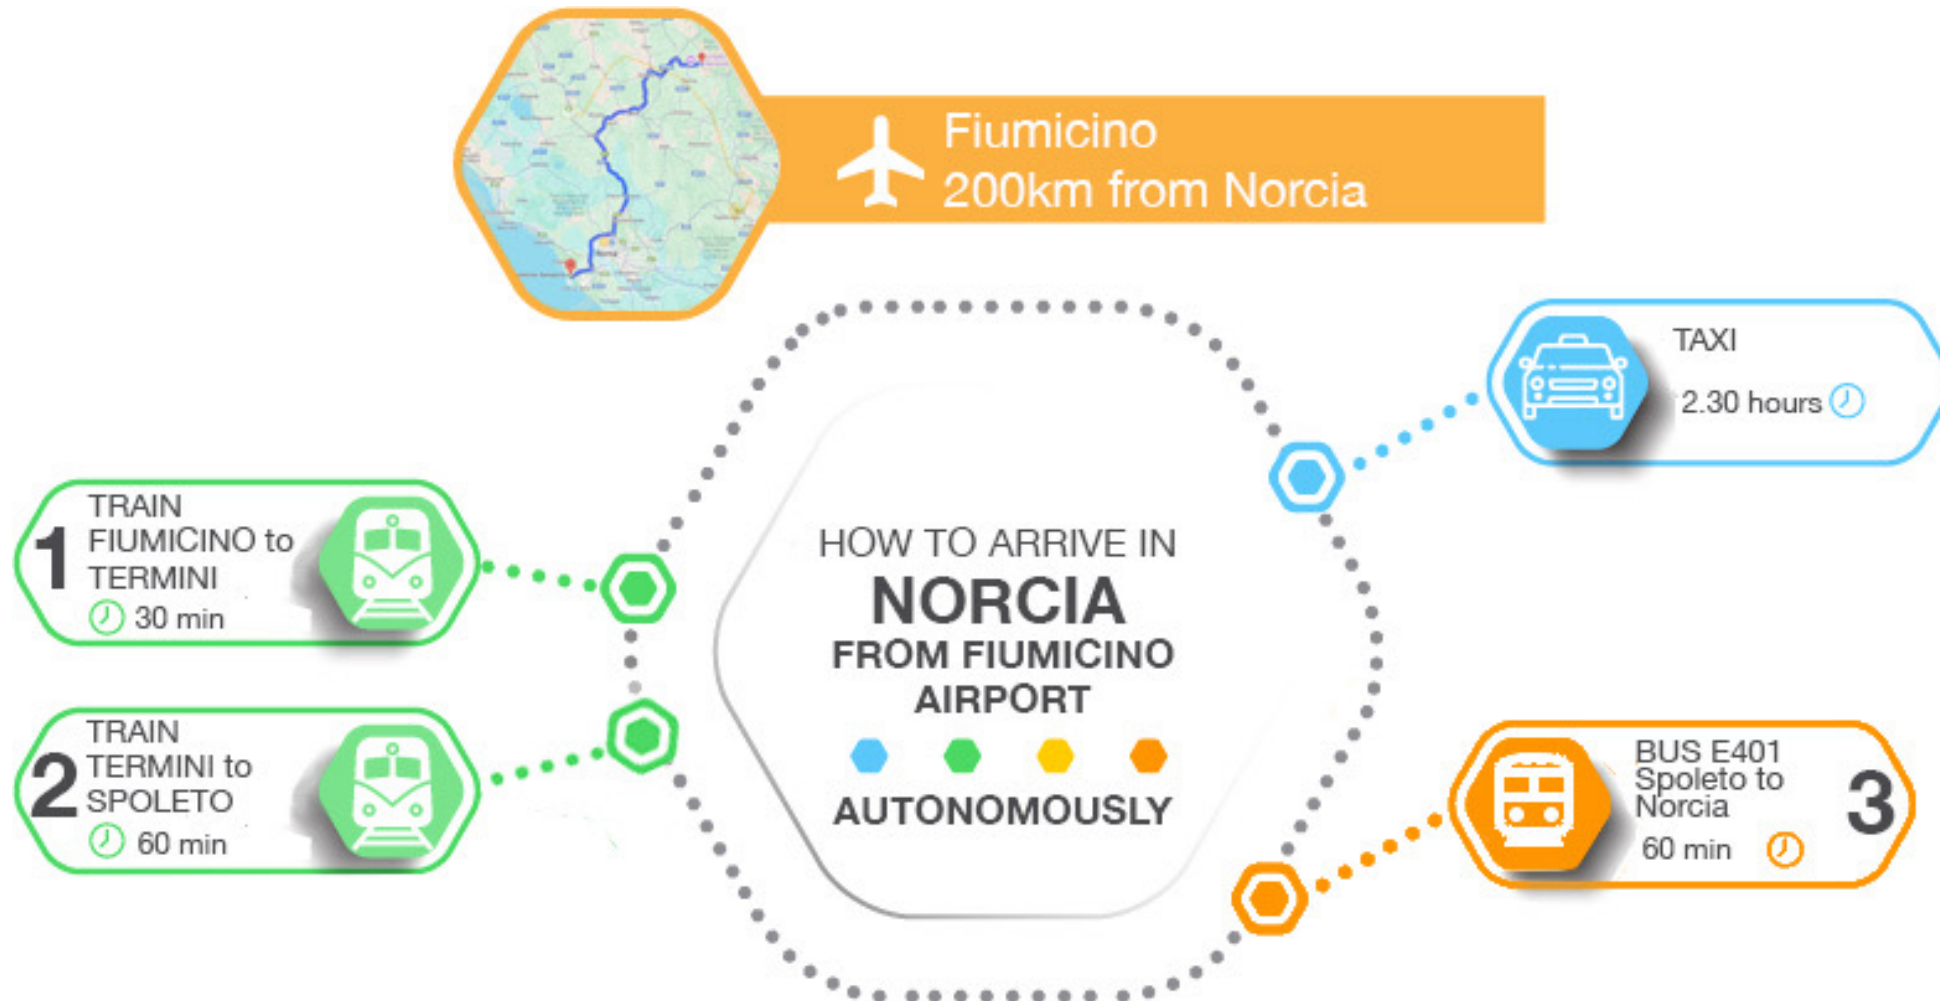 Fiumicino
200km from Norcia
TAXI
2.30 hours
1
TRAIN
FIUMICINO to
TERMINI
30 min
2
TRAIN
TERMINI to
SPOLETO
60 min
HOW TO ARRIVE IN
NORCIA
FROM FIUMICINO
AIRPORT
AUTONOMOUSLY
BUS E401
Spoleto to
Norcia
60 min
3